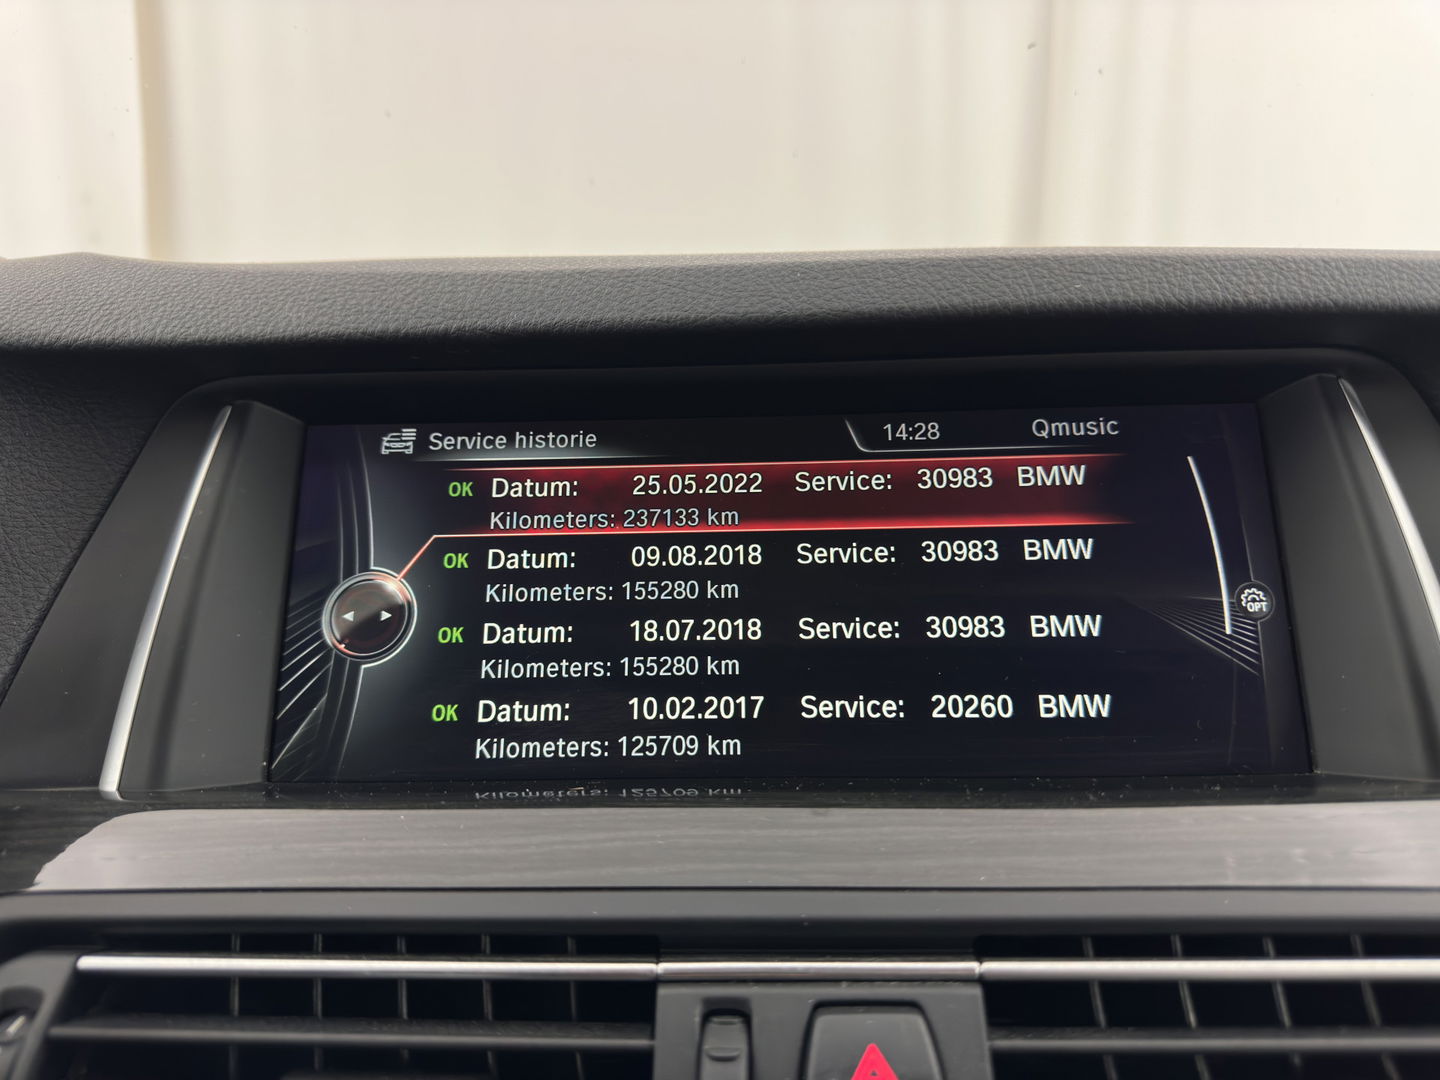 Service historie 14:28 Qmusic
OK Datum: 25.05.2022 Service: 30983 BMW
Kilometers: 237133 km
OK Datum: 09.08.2018 Service: 30983 BMW
Kilometers: 155280 km
OK Datum: 18.07.2018 Service: 30983 BMW
Kilometers: 155280 km
OPT
OK Datum: 10.02.2017 Service: 20260 BMW
Kilometers: 125709 km